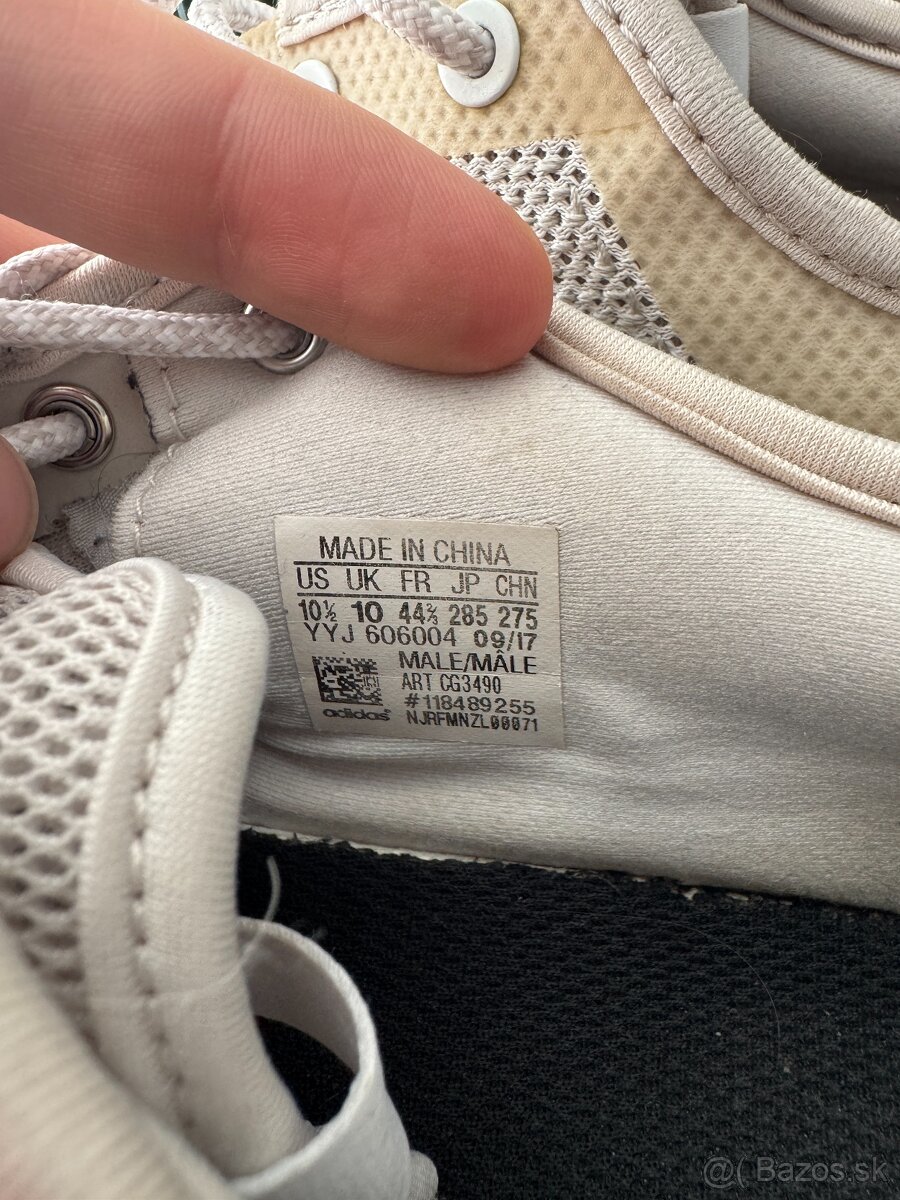 MADE IN CHINA
US UK FR JP CHN
10½ 10 44⅔ 285 275
YYJ 606004 09/17
MALE/MÂLE
ART CG3490
#118489255
adidas® NJRFMNZL00071
@( Bazos.sk